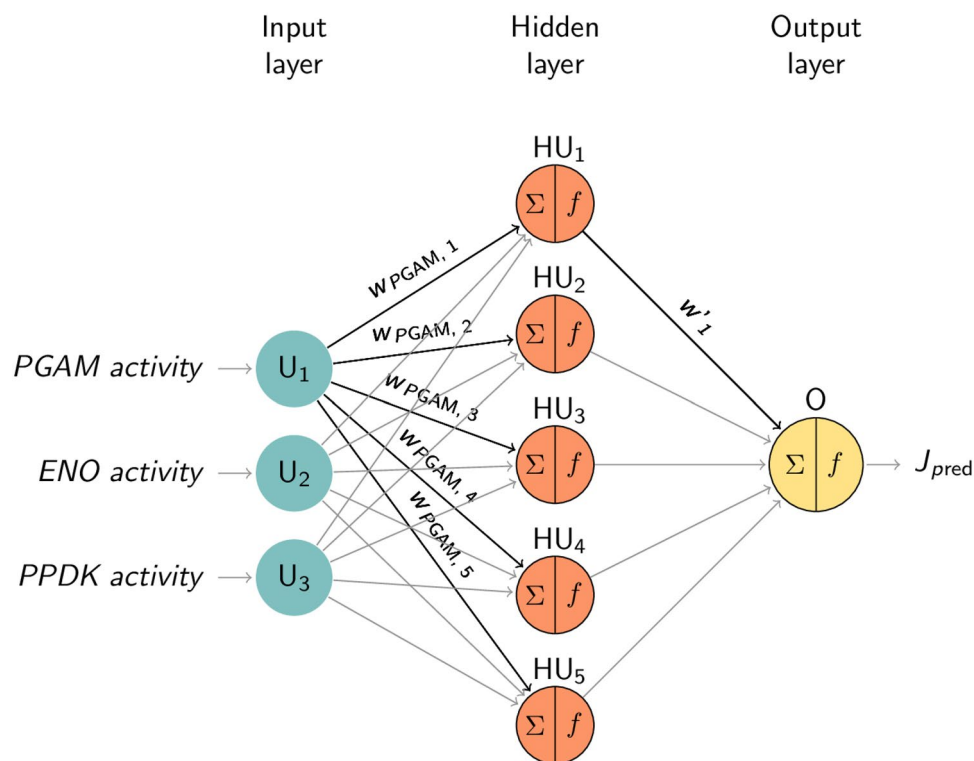 Input
layer
Hidden
layer
Output
layer
HU1
Σ f
w PGAM, 1
HU2
Σ f
w PGAM, 2
w'1
PGAM activity
U1
w PGAM, 3
HU3
Σ f
O
Σ f
Jpred
w PGAM, 4
ENO activity
U2
w PGAM, 5
HU4
Σ f
PPDK activity
U3
HU5
Σ f